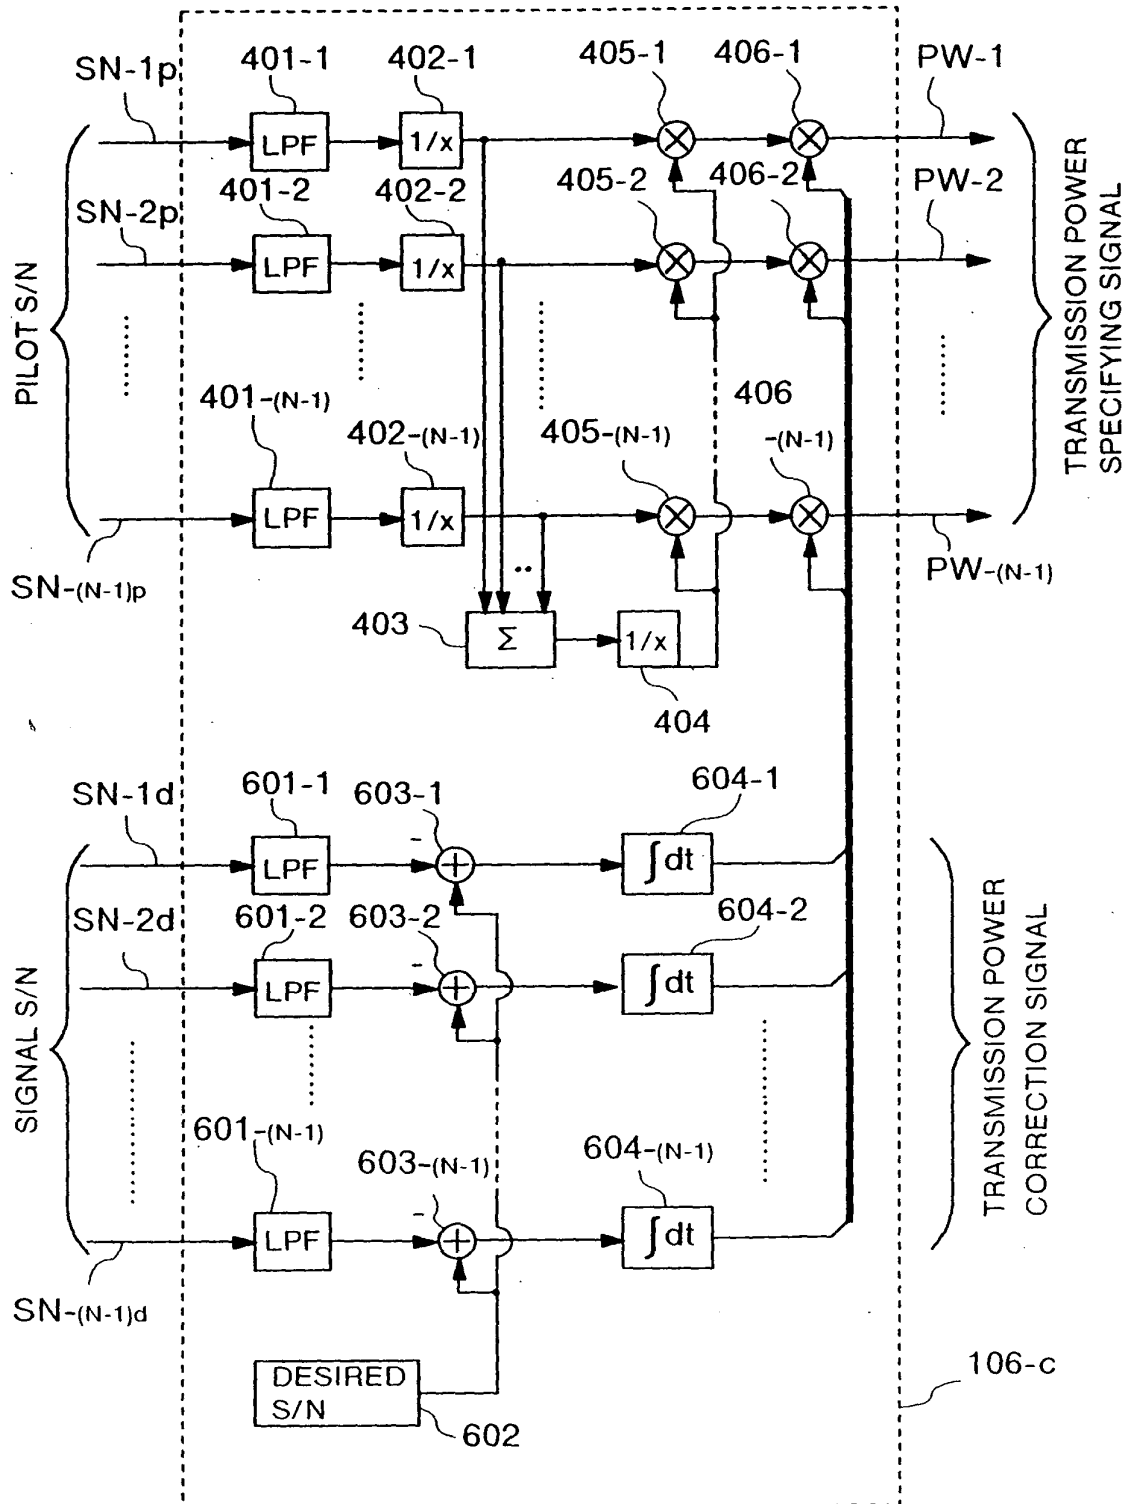 SN-1p
401-1
402-1
405-1
406-1
PW-1
LPF
1/x
SN-2p
401-2
402-2
405-2
406-2
PW-2
LPF
1/x
PILOT S/N
TRANSMISSION POWER
SPECIFYING SIGNAL
401-(N-1)
402-(N-1)
405-(N-1)
406
-(N-1)
LPF
1/x
SN-(N-1)p
PW-(N-1)
403
Σ
1/x
404
SN-1d
601-1
603-1
604-1
-
LPF
+
∫dt
SN-2d
601-2
603-2
604-2
-
LPF
+
∫dt
SIGNAL S/N
TRANSMISSION POWER
CORRECTION SIGNAL
601-(N-1)
603-(N-1)
604-(N-1)
-
LPF
+
∫dt
SN-(N-1)d
DESIRED
S/N
602
106-c